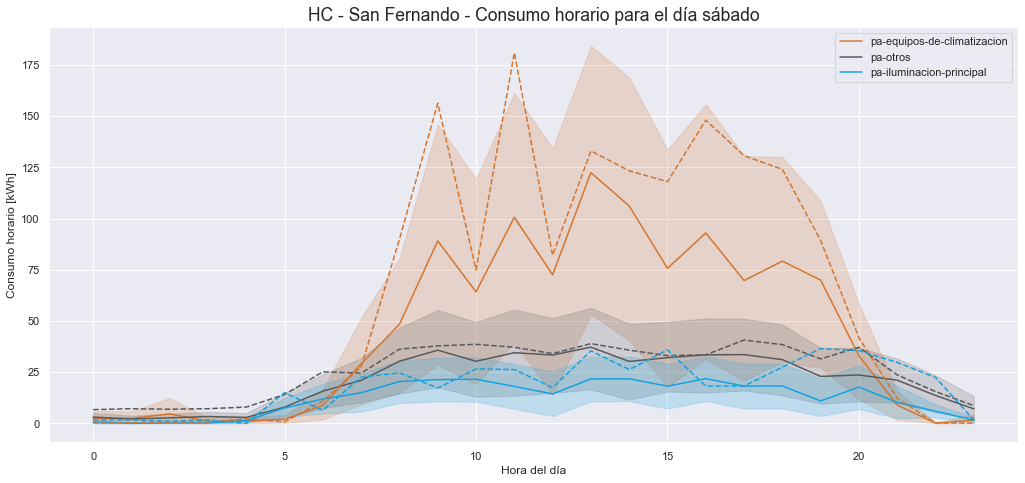 HC - San Fernando - Consumo horario para el día sábado
pa-equipos-de-climatizacion
pa-otros
pa-iluminacion-principal
Consumo horario [kWh]
175
150
125
100
75
50
25
0
0 5 10 15 20
Hora del día